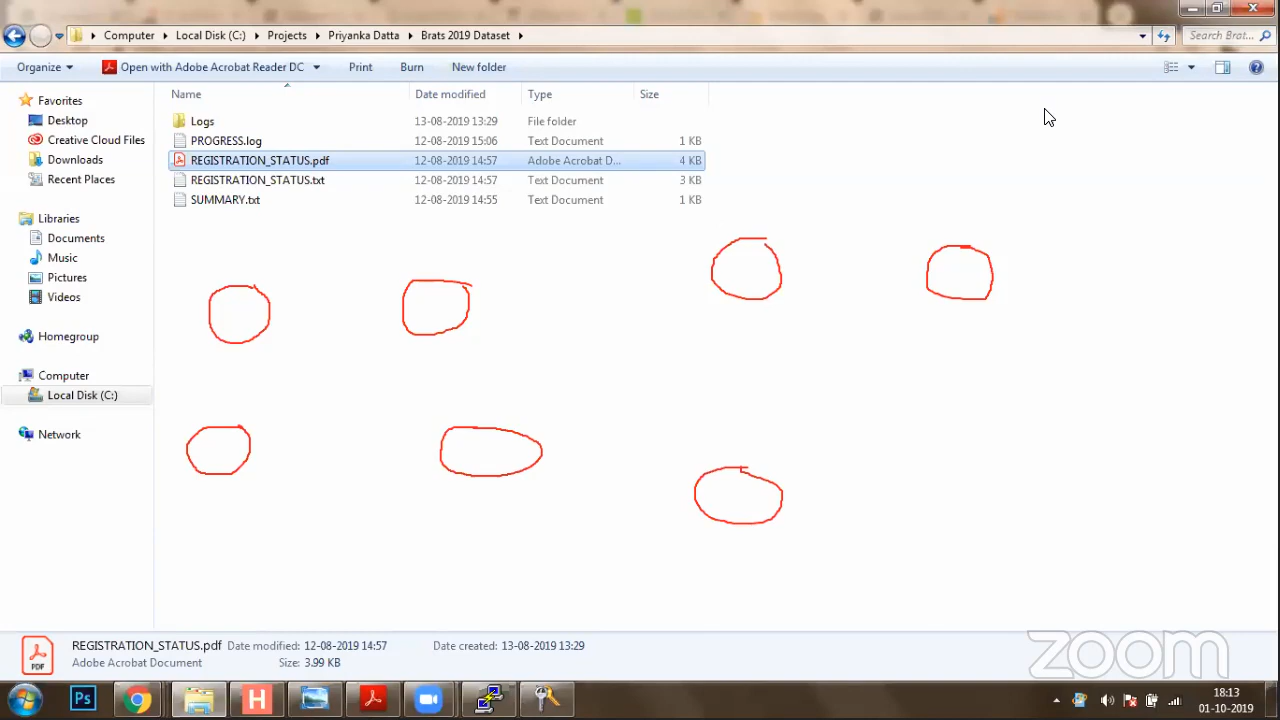 Computer Local Disk (C:) Projects Priyanka Datta Brats 2019 Dataset Search Brat...
Organize Open with Adobe Acrobat Reader DC Print Burn New folder
Name Date modified Type Size
Favorites
Desktop
Creative Cloud Files
Downloads
Recent Places
Libraries
Documents
Music
Pictures
Videos
Homegroup
Computer
Local Disk (C:)
Network
Logs 13-08-2019 13:29 File folder
PROGRESS.log 12-08-2019 15:06 Text Document 1 KB
REGISTRATION_STATUS.pdf 12-08-2019 14:57 Adobe Acrobat D... 4 KB
REGISTRATION_STATUS.txt 12-08-2019 14:57 Text Document 3 KB
SUMMARY.txt 12-08-2019 14:55 Text Document 1 KB
REGISTRATION_STATUS.pdf Date modified: 12-08-2019 14:57 Date created: 13-08-2019 13:29
Adobe Acrobat Document Size: 3.99 KB
PDF
zoom
Ps
H
18:13
01-10-2019